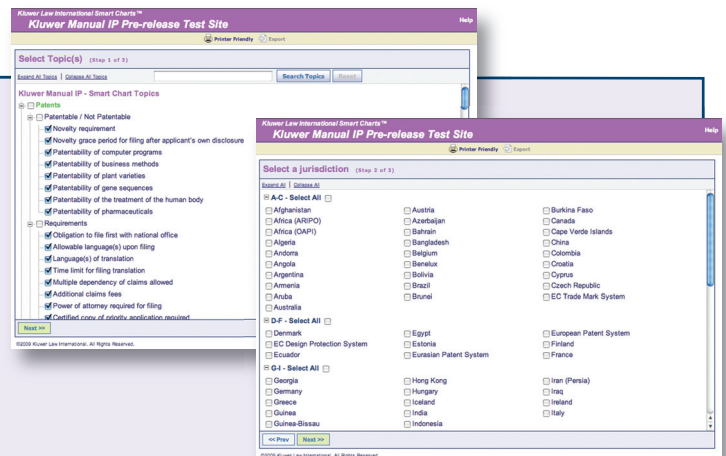 Kluwer Law International Smart Charts™
Kluwer Manual IP Pre-release Test Site
Help
Printer Friendly Export
Select Topic(s) (Step 1 of 3)
Expand All Topics | Collapse All Topics Search Topics Reset
Kluwer Manual IP - Smart Chart Topics
Patents
Patentable / Not Patentable
Novelty requirement
Novelty grace period for filing after applicant's own disclosure
Patentability of computer programs
Patentability of business methods
Patentability of plant varieties
Patentability of gene sequences
Patentability of the treatment of the human body
Patentability of pharmaceuticals
Requirements
Obligation to file first with national office
Allowable language(s) upon filing
Language(s) of translation
Time limit for filing translation
Multiple dependency of claims allowed
Additional claims fees
Power of attorney required for filing
Certified copy of priority application required
Next >>
©2009 Kluwer Law International. All Rights Reserved.
Kluwer Law International Smart Charts™
Kluwer Manual IP Pre-release Test Site
Help
Printer Friendly Export
Select a jurisdiction (Step 2 of 3)
Expand All | Collapse All
A-C - Select All
Afghanistan Austria Burkina Faso
Africa (ARIPO) Azerbaijan Canada
Africa (OAPI) Bahrain Cape Verde Islands
Algeria Bangladesh China
Andorra Belgium Colombia
Angola Benelux Croatia
Argentina Bolivia Cyprus
Armenia Brazil Czech Republic
Aruba Brunei EC Trade Mark System
Australia
D-F - Select All
Denmark Egypt European Patent System
EC Design Protection System Estonia Finland
Ecuador Eurasian Patent System France
G-I - Select All
Georgia Hong Kong Iran (Persia)
Germany Hungary Iraq
Greece Iceland Ireland
Guinea India Italy
Guinea-Bissau Indonesia
<< Prev Next >>
©2009 Kluwer Law International. All Rights Reserved.